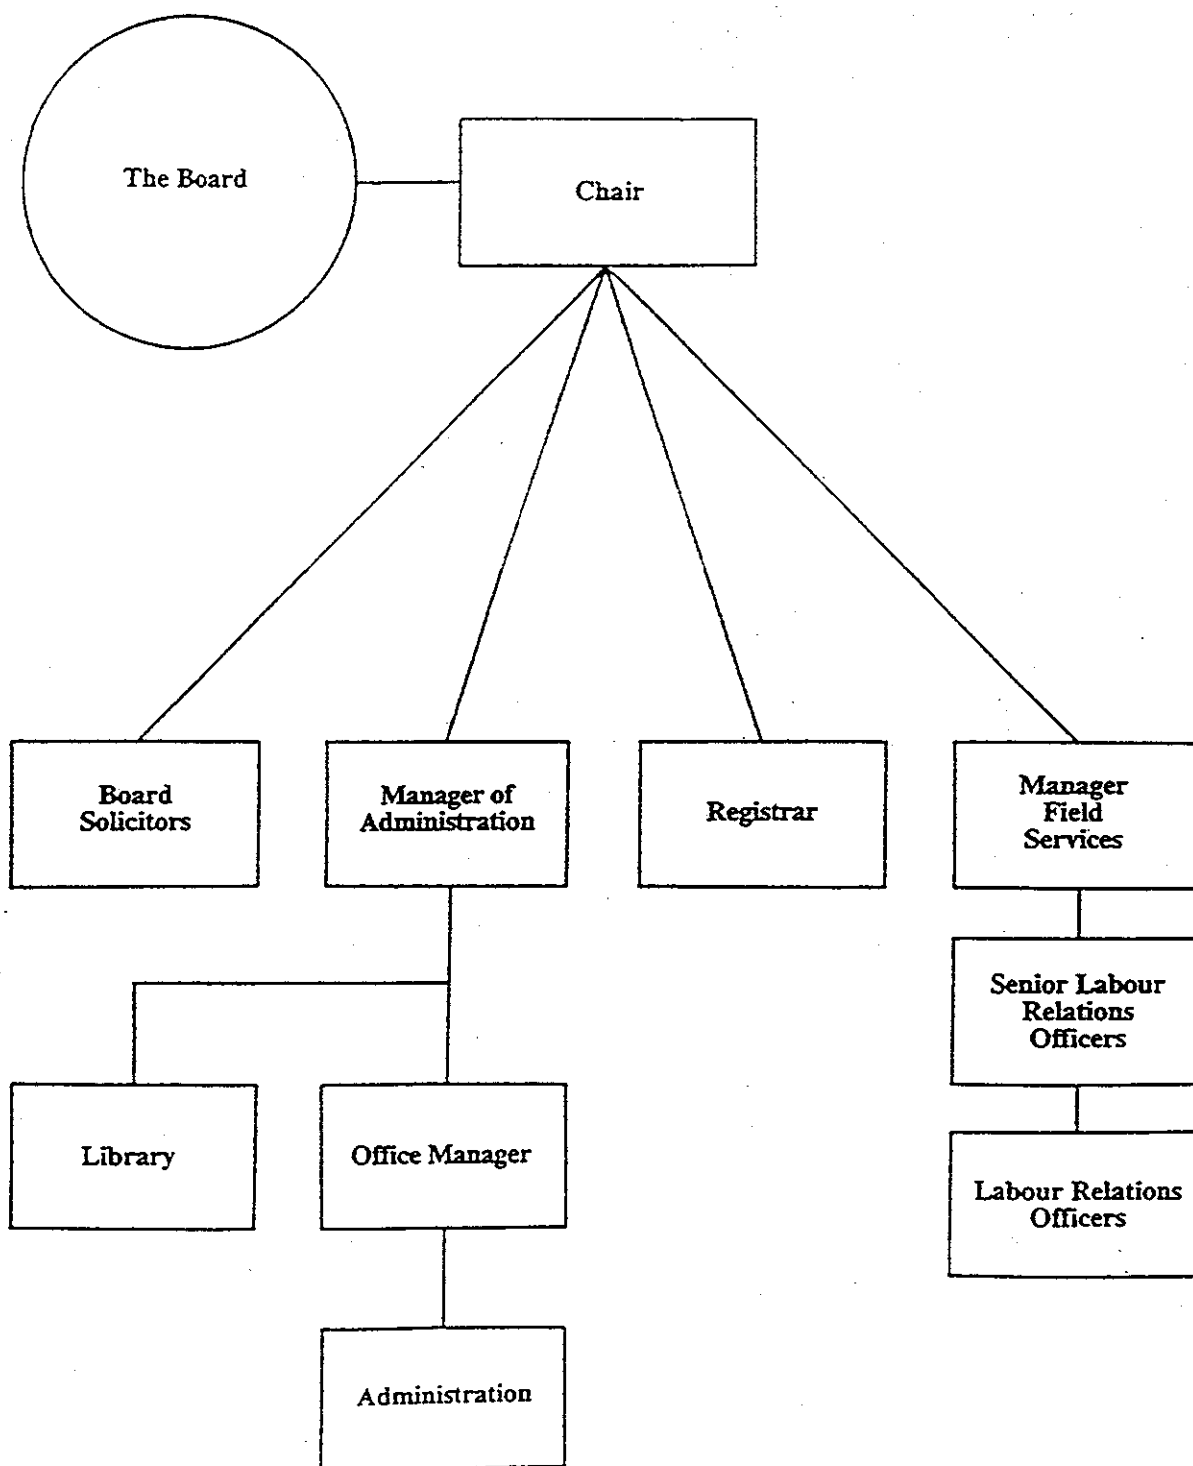 The Board
Chair
Board
Solicitors
Manager of
Administration
Registrar
Manager
Field
Services
Senior Labour
Relations
Officers
Library
Office Manager
Labour Relations
Officers
Administration